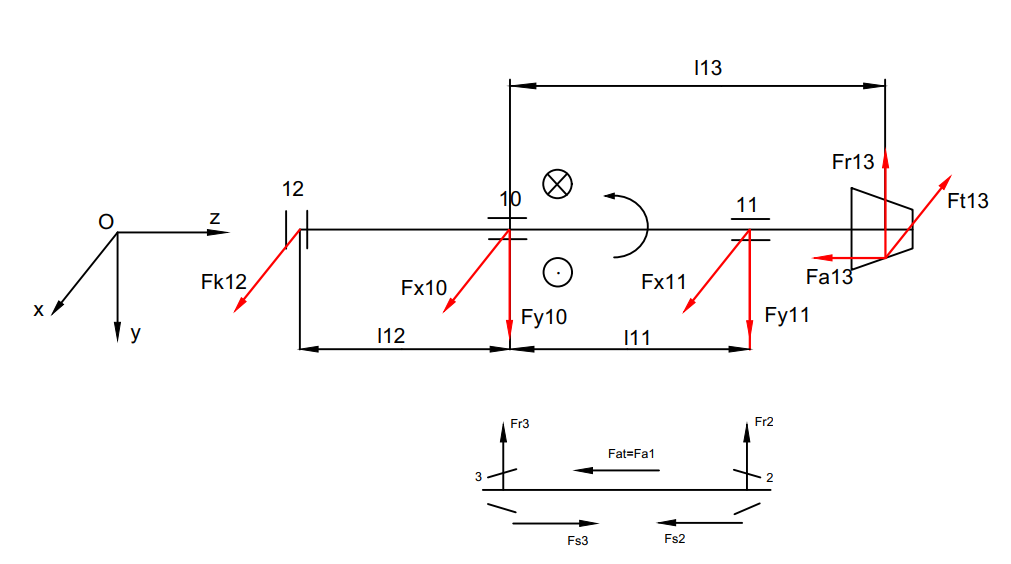 l13
Fr13
12
10
11
Ft13
O
z
Fa13
Fk12
Fx10
Fx11
x
y
Fy10
Fy11
l12
l11
Fr3
Fr2
Fat=Fa1
3
2
Fs3
Fs2